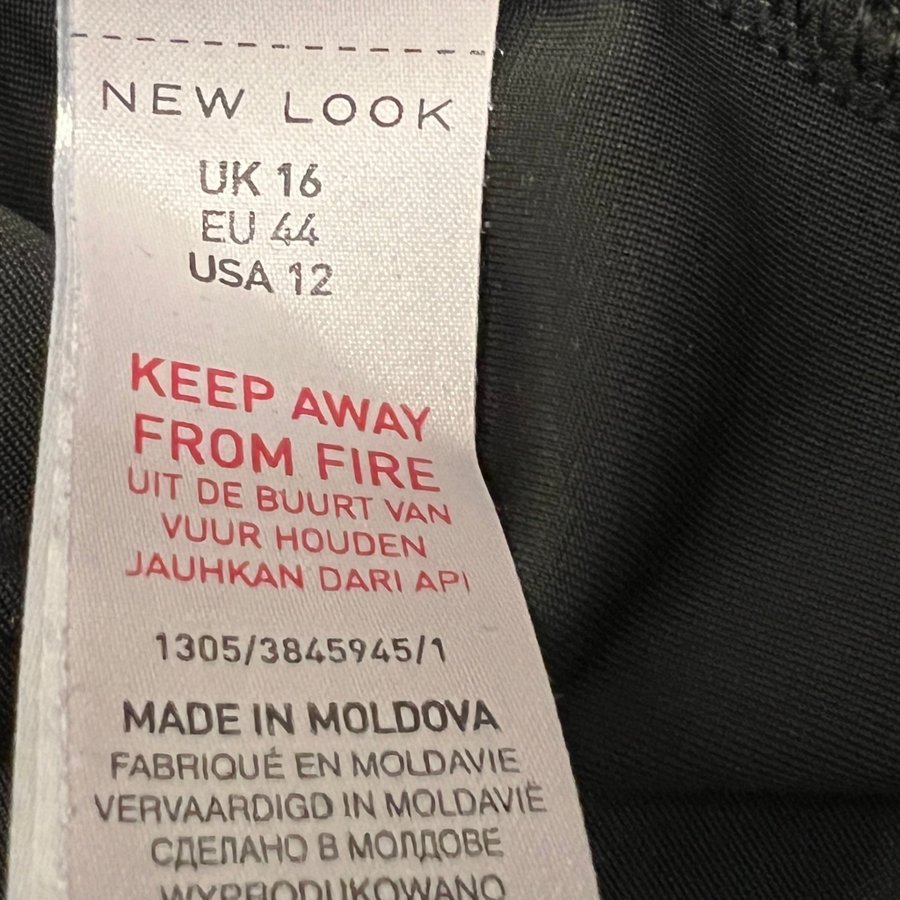 NEW LOOK
UK 16
EU 44
USA 12
KEEP AWAY
FROM FIRE
UIT DE BUURT VAN
VUUR HOUDEN
JAUHKAN DARI API
1305/3845945/1
MADE IN MOLDOVA
FABRIQUÉ EN MOLDAVIE
VERVAARDIGD IN MOLDAVIË
СДЕЛАНО В МОЛДОВЕ
WYPRODUKOWANO